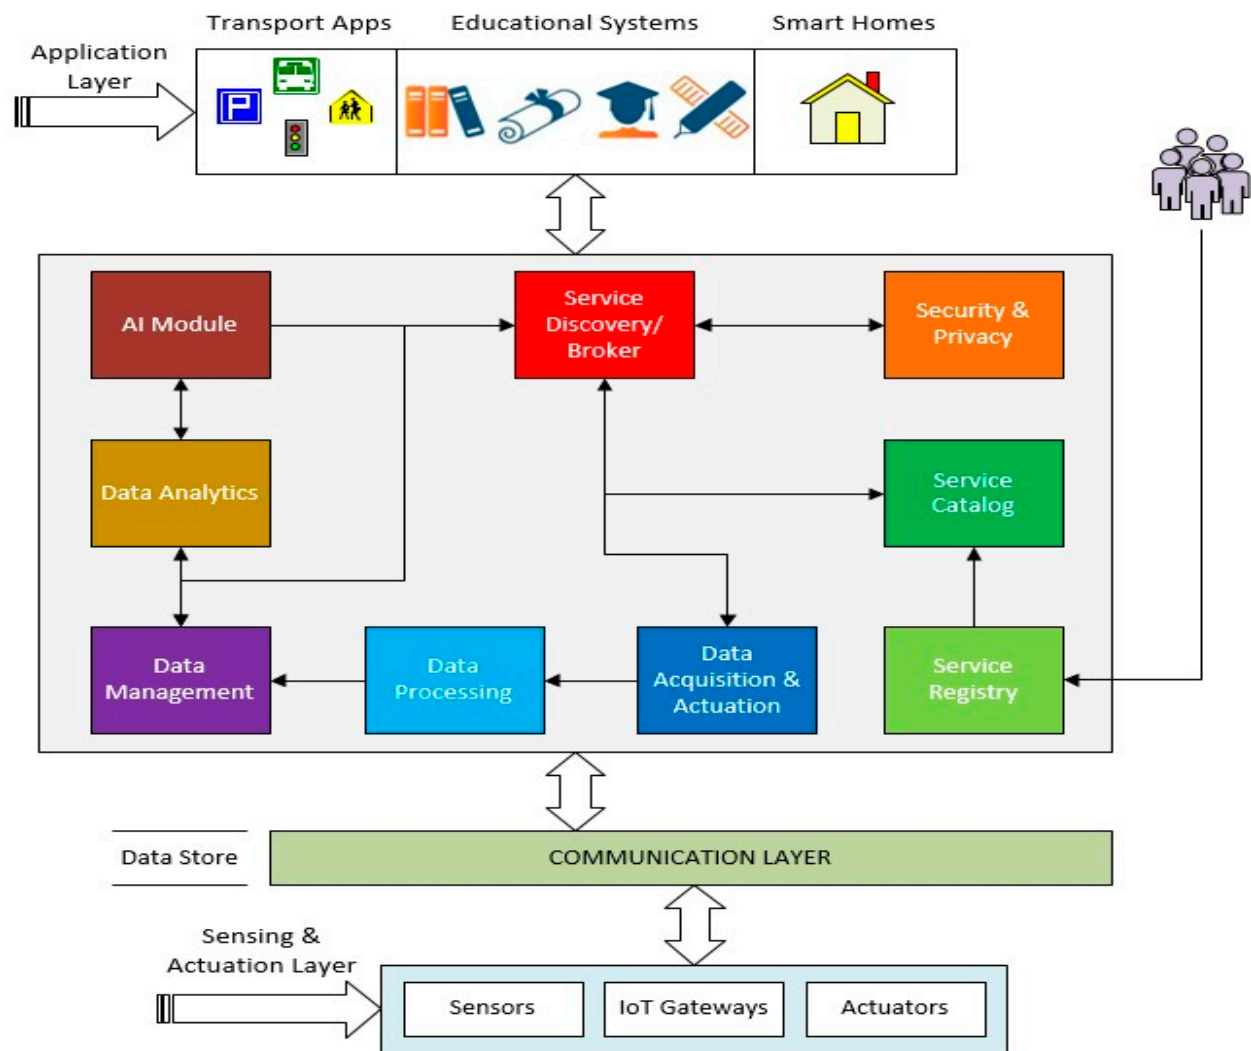 Transport Apps
Educational Systems
Smart Homes
Application
Layer
P
AI Module
Service
Discovery/
Broker
Security &
Privacy
Data Analytics
Service
Catalog
Data
Management
Data
Processing
Data
Acquisition &
Actuation
Service
Registry
Data Store
COMMUNICATION LAYER
Sensing &
Actuation Layer
Sensors
IoT Gateways
Actuators